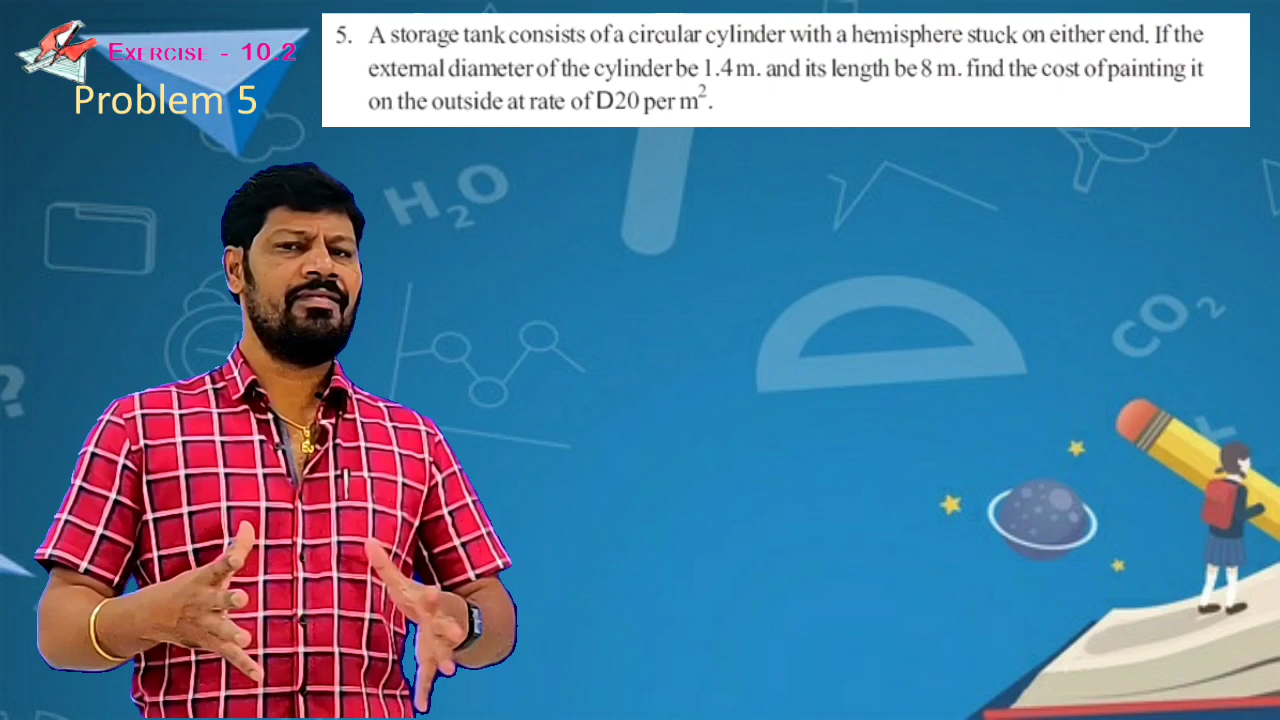 EXERCISE - 10.2
Problem 5
5. A storage tank consists of a circular cylinder with a hemisphere stuck on either end. If the
external diameter of the cylinder be 1.4 m. and its length be 8 m. find the cost of painting it
on the outside at rate of D20 per m².
H₂O
CO₂
?